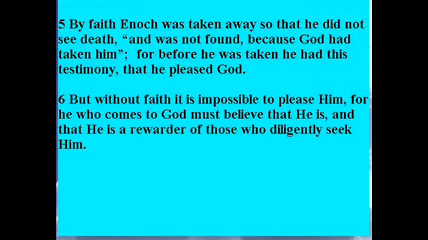 5 By faith Enoch was taken away so that he did not
see death, “and was not found, because God had
taken him”;  for before he was taken he had this
testimony, that he pleased God.
6 But without faith it is impossible to please Him, for
he who comes to God must believe that He is, and
that He is a rewarder of those who diligently seek
Him.